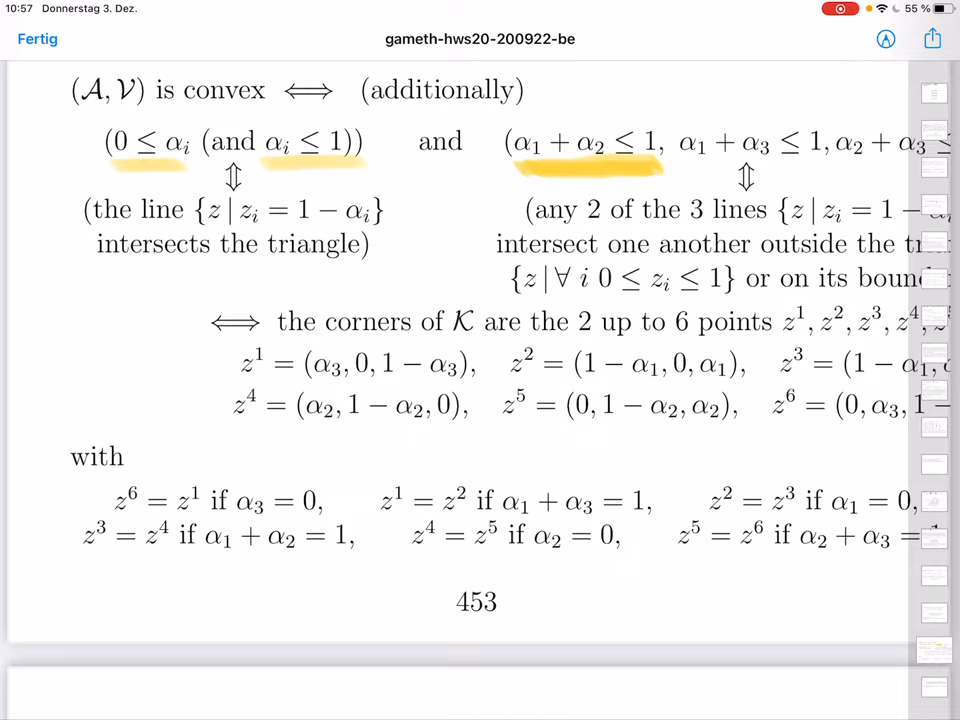 10:57 Donnerstag 3. Dez. 55 %
Fertig gameth-hws20-200922-be
(𝒜, 𝒱) is convex ⟺ (additionally)
(0 ≤ αᵢ (and αᵢ ≤ 1)) and (α₁ + α₂ ≤ 1, α₁ + α₃ ≤ 1, α₂ + α₃ ≤
⇕ ⇕
(the line {z | zᵢ = 1 − αᵢ} (any 2 of the 3 lines {z | zᵢ = 1 −
intersects the triangle) intersect one another outside the
{z | ∀ i 0 ≤ zᵢ ≤ 1} or on its
⟺ the corners of 𝒦 are the 2 up to 6 points z¹, z², z³, z⁴,
z¹ = (α₃, 0, 1 − α₃), z² = (1 − α₁, 0, α₁), z³ = (1 − α₁,
z⁴ = (α₂, 1 − α₂, 0), z⁵ = (0, 1 − α₂, α₂), z⁶ = (0, α₃, 1 −
with
z⁶ = z¹ if α₃ = 0, z¹ = z² if α₁ + α₃ = 1, z² = z³ if α₁ = 0,
z³ = z⁴ if α₁ + α₂ = 1, z⁴ = z⁵ if α₂ = 0, z⁵ = z⁶ if α₂ + α₃ =
453